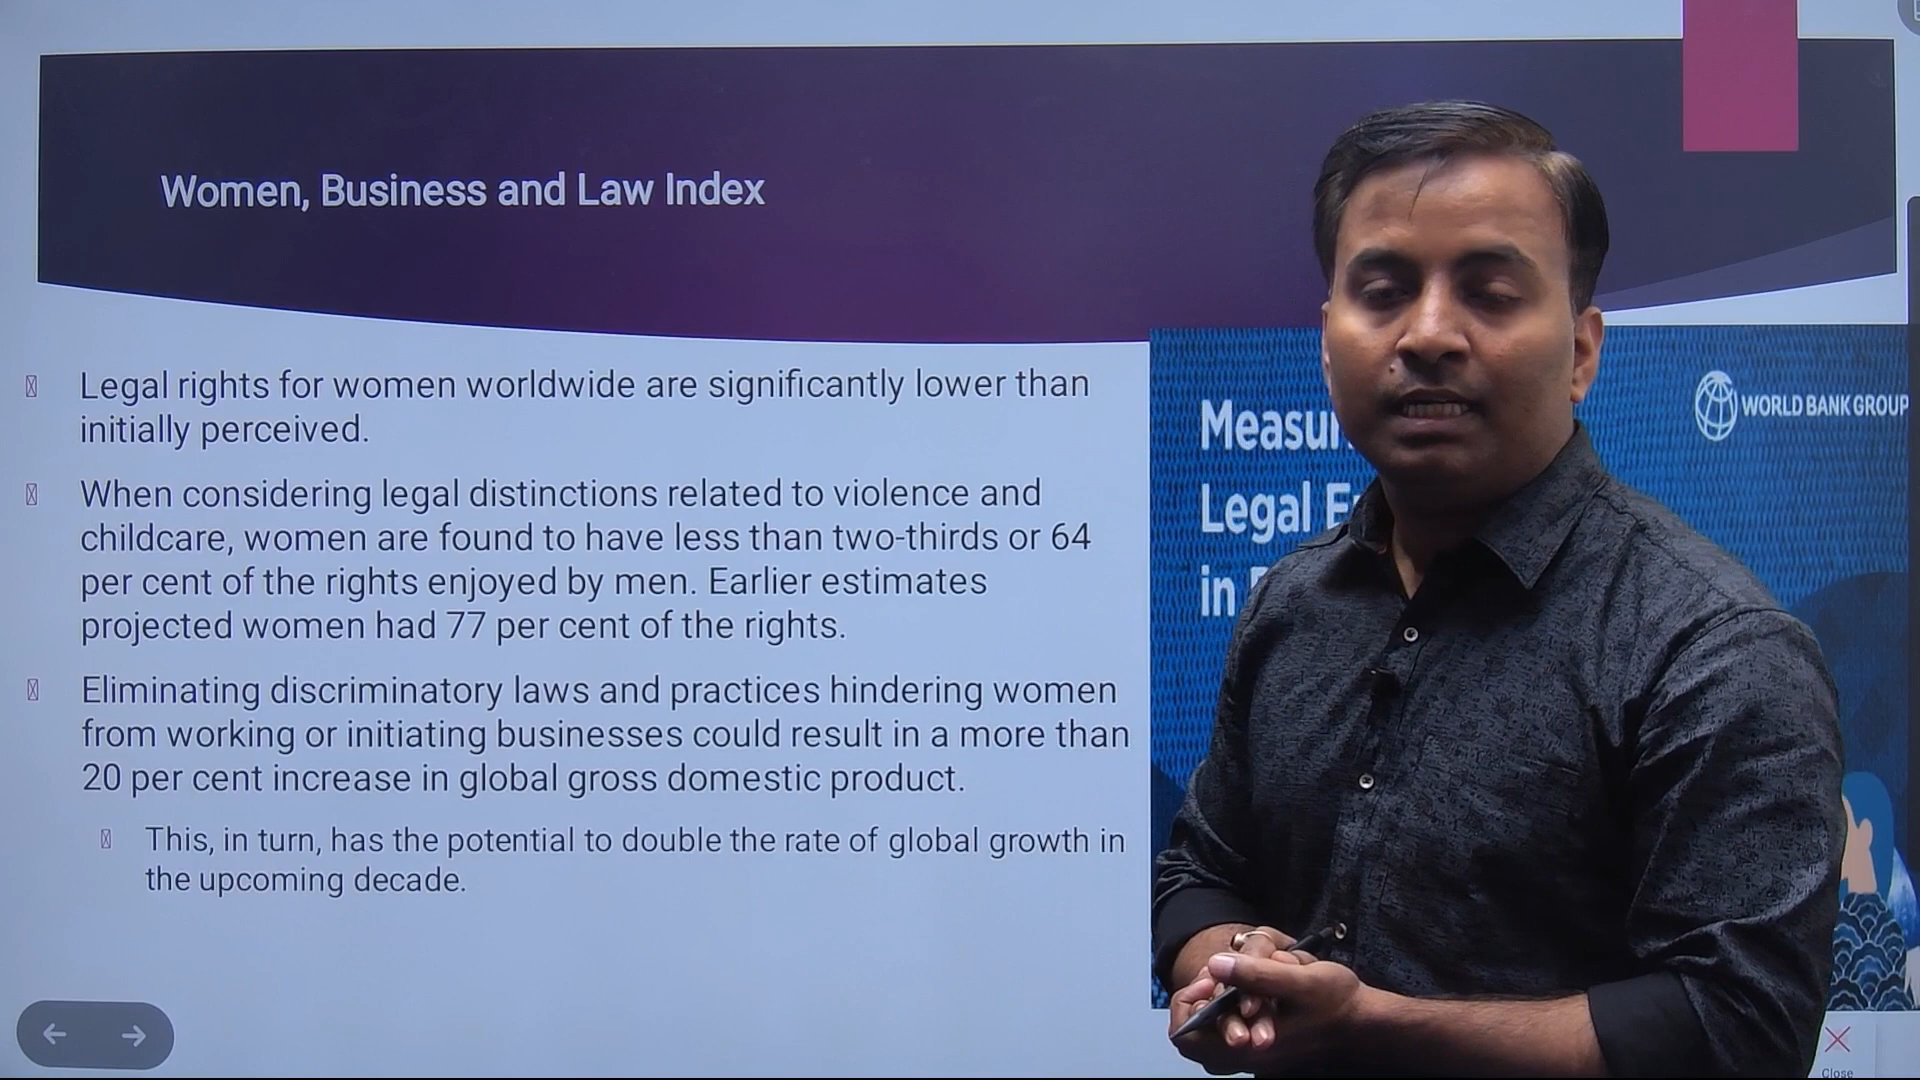 Women, Business and Law Index
Legal rights for women worldwide are significantly lower than
initially perceived.
When considering legal distinctions related to violence and
childcare, women are found to have less than two-thirds or 64
per cent of the rights enjoyed by men. Earlier estimates
projected women had 77 per cent of the rights.
Eliminating discriminatory laws and practices hindering women
from working or initiating businesses could result in a more than
20 per cent increase in global gross domestic product.
This, in turn, has the potential to double the rate of global growth in
the upcoming decade.
WORLD BANK GROUP
Legal
in
Close